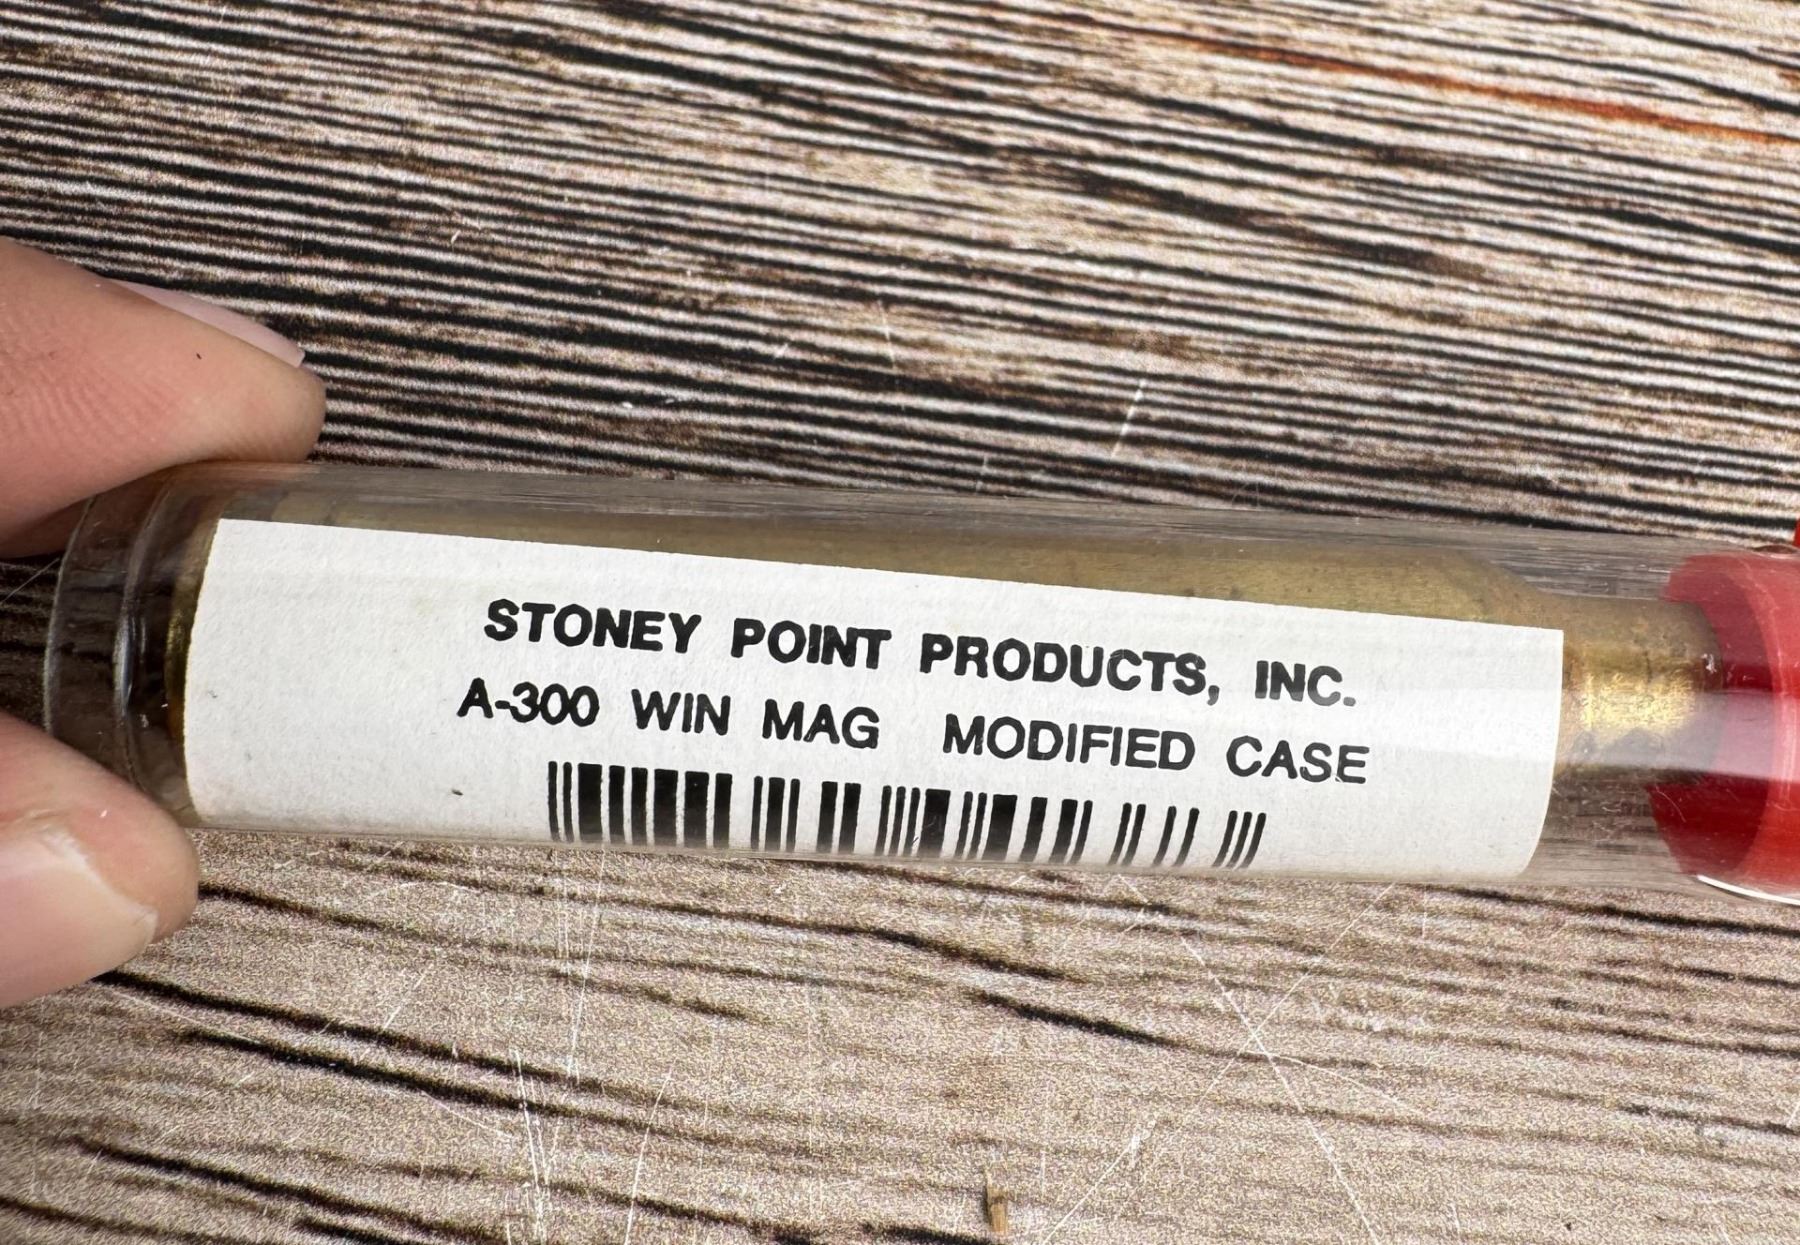 STONEY POINT PRODUCTS, INC.
A-300 WIN MAG MODIFIED CASE